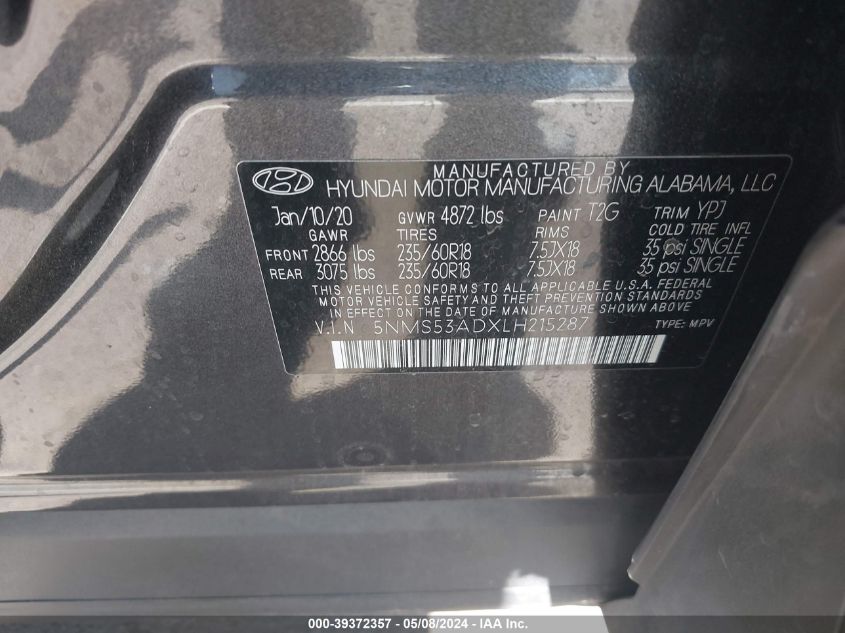 MANUFACTURED BY
HYUNDAI MOTOR MANUFACTURING ALABAMA, LLC
Jan/10/20 GVWR 4872 lbs PAINT T2G TRIM YPJ
GAWR TIRES RIMS COLD TIRE INFL
FRONT 2866 lbs 235/60R18 7.5JX18 35 psi SINGLE
REAR 3075 lbs 235/60R18 7.5JX18 35 psi SINGLE
THIS VEHICLE CONFORMS TO ALL APPLICABLE U.S.A. FEDERAL
MOTOR VEHICLE SAFETY, BUMPER, AND THEFT PREVENTION
STANDARDS IN EFFECT ON THE DATE OF MANUFACTURE SHOWN ABOVE
V.I.N 5NMS53ADXLH215287 TYPE: MPV
000-39372357 - 05/08/2024 - IAAI Inc.